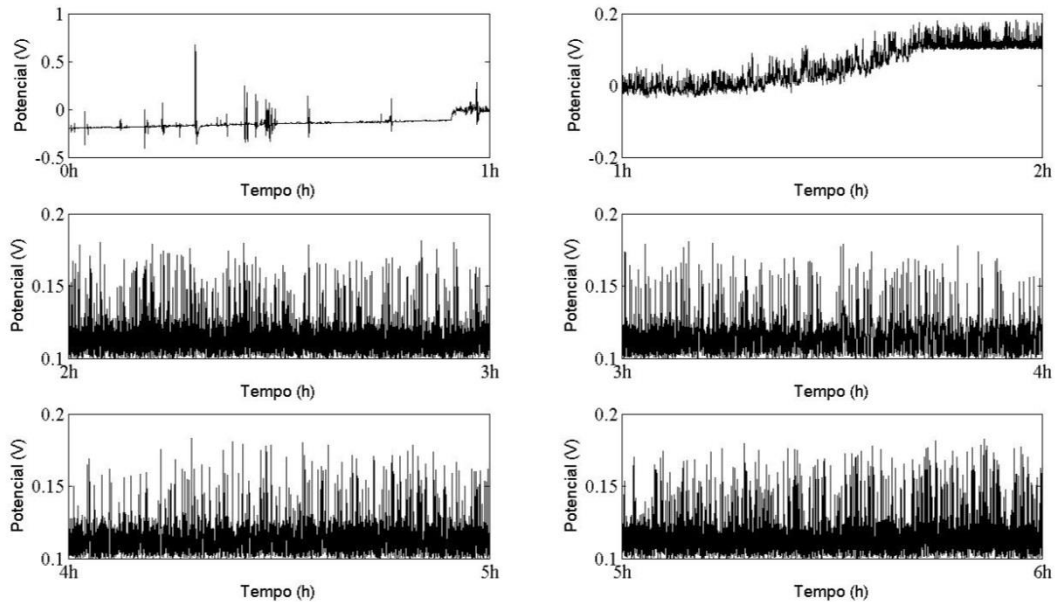 1
0.5
0
-0.5
Potencial (V)
0h
1h
Tempo (h)
0.2
0
-0.2
Potencial (V)
1h
2h
Tempo (h)
0.2
0.15
0.1
Potencial (V)
2h
3h
Tempo (h)
0.2
0.15
0.1
Potencial (V)
3h
4h
Tempo (h)
0.2
0.15
0.1
Potencial (V)
4h
5h
Tempo (h)
0.2
0.15
0.1
Potencial (V)
5h
6h
Tempo (h)